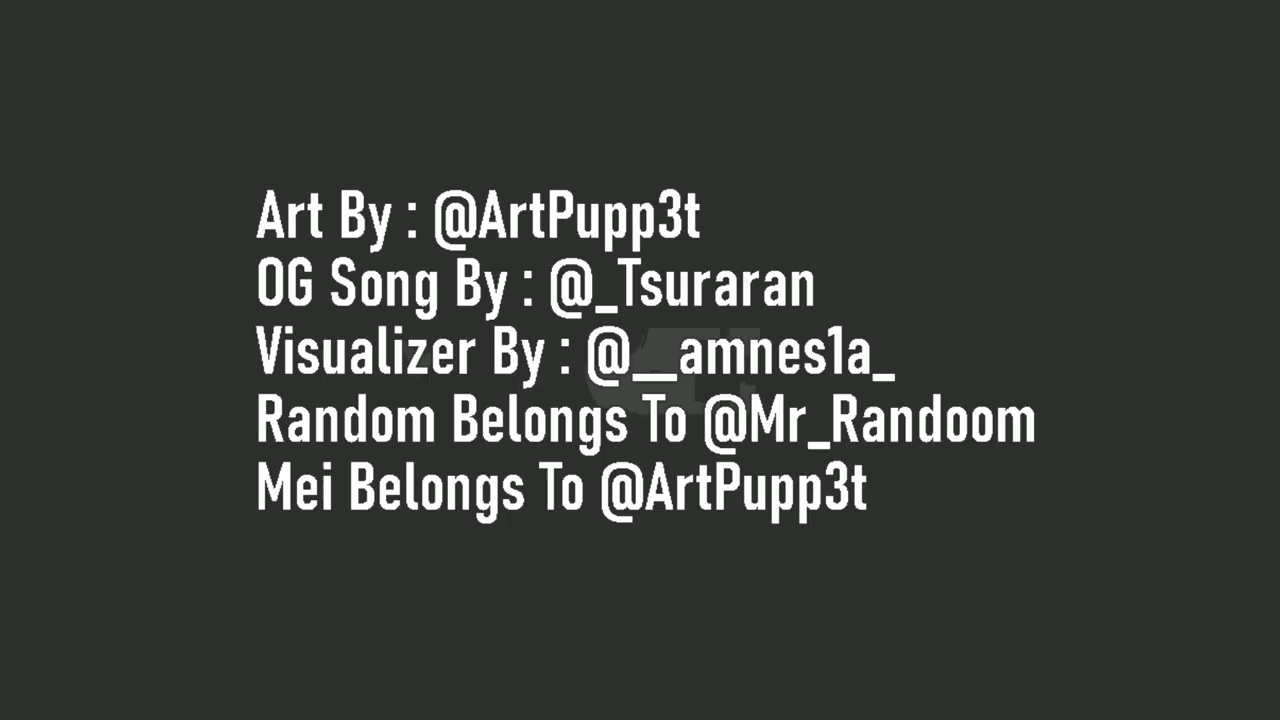 Art By : @ArtPupp3t
OG Song By : @_Tsuraran
Visualizer By : @__amnes1a_
Random Belongs To @Mr_Randoom
Mei Belongs To @ArtPupp3t